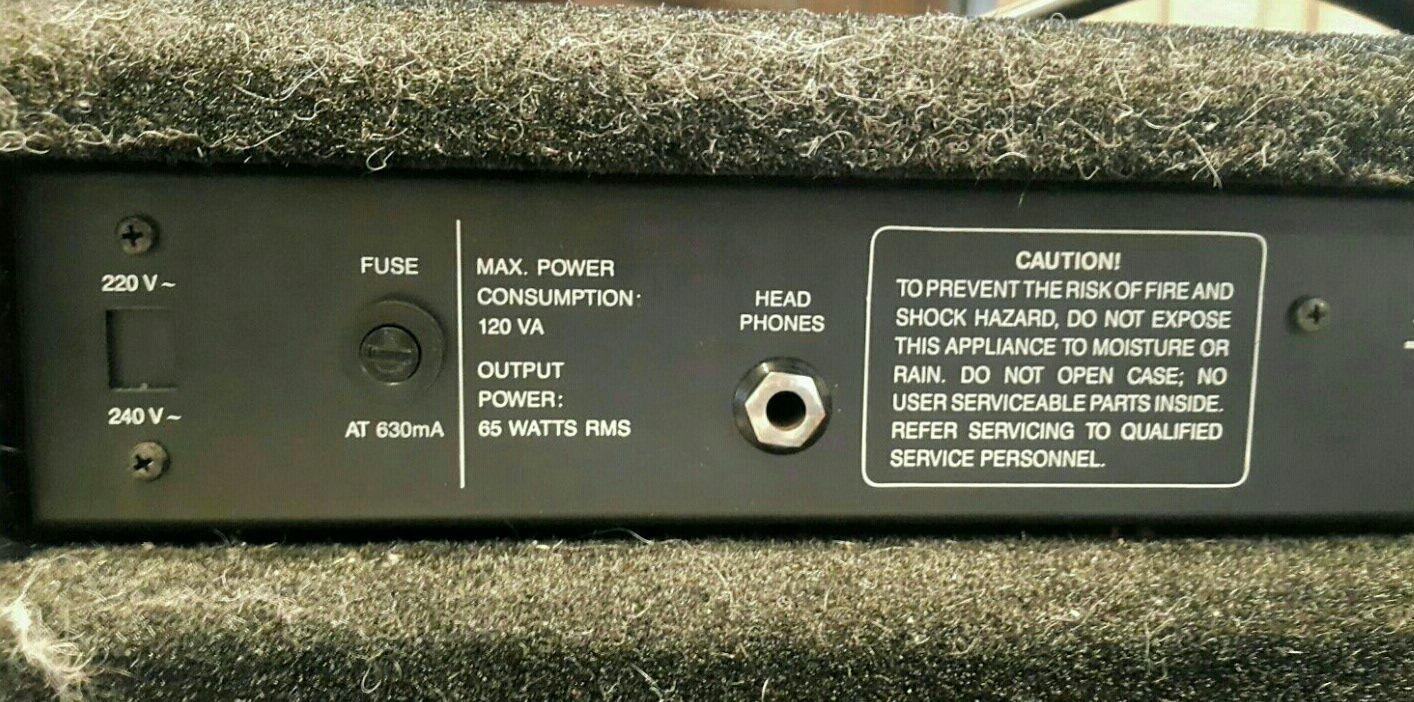 220 V ~
240 V ~
FUSE
AT 630mA
MAX. POWER
CONSUMPTION:
120 VA
OUTPUT
POWER:
65 WATTS RMS
HEAD
PHONES
CAUTION!
TO PREVENT THE RISK OF FIRE AND
SHOCK HAZARD, DO NOT EXPOSE
THIS APPLIANCE TO MOISTURE OR
RAIN. DO NOT OPEN CASE; NO
USER SERVICEABLE PARTS INSIDE.
REFER SERVICING TO QUALIFIED
SERVICE PERSONNEL.